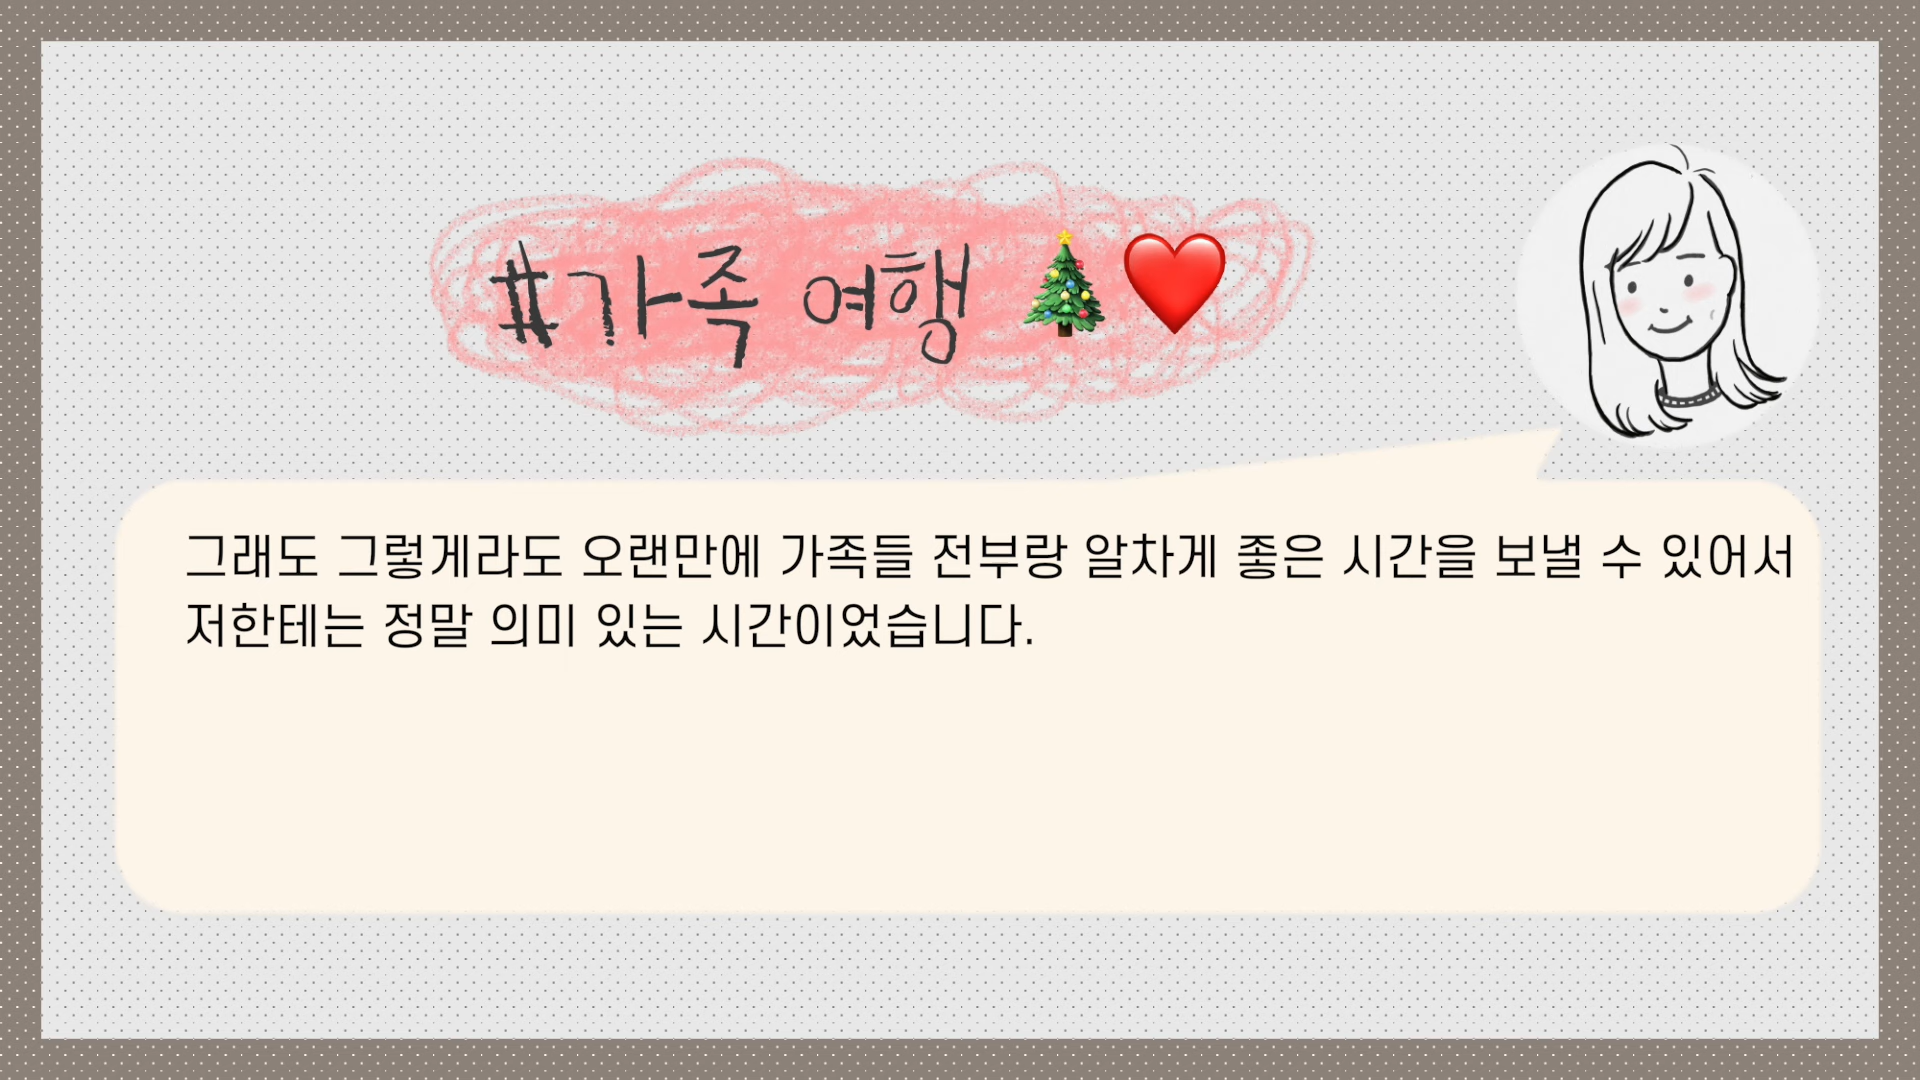 #가족 여행 🎄❤️
그래도 그렇게라도 오랜만에 가족들 전부랑 알차게 좋은 시간을 보낼 수 있어서
저한테는 정말 의미 있는 시간이었습니다.